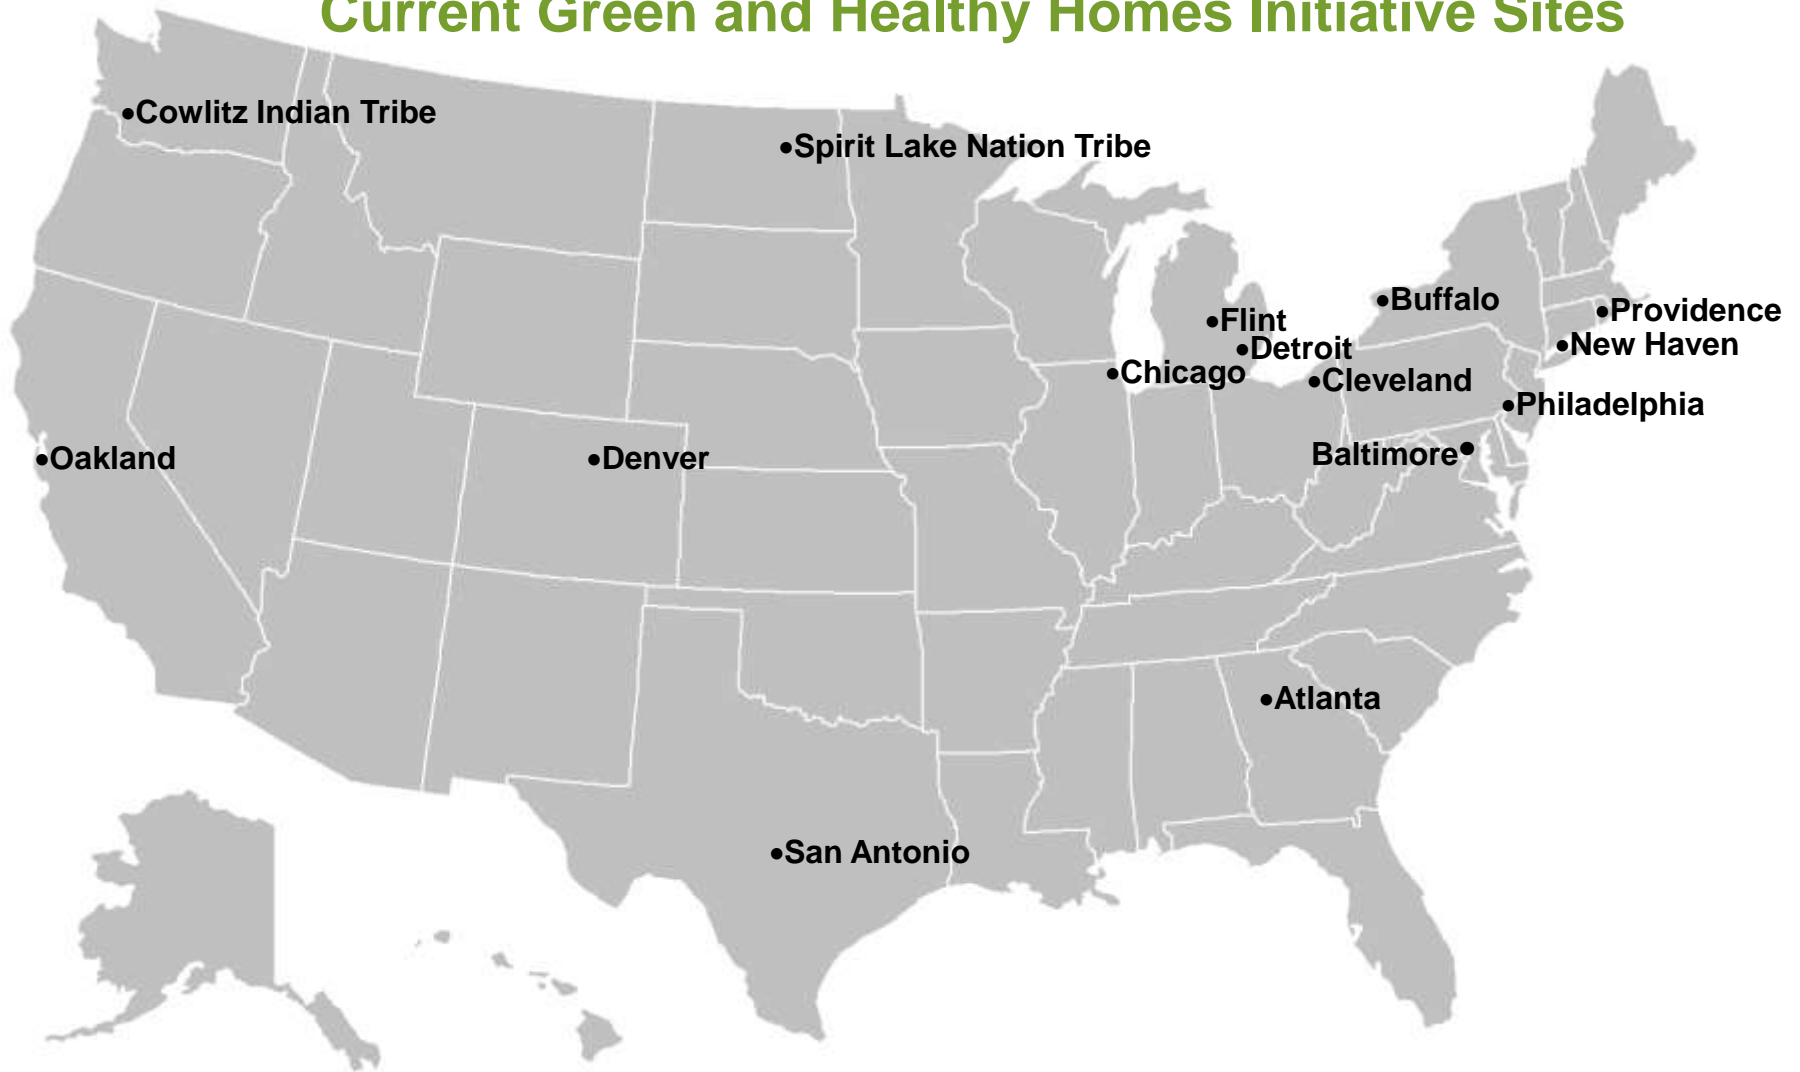 Current Green and Healthy Homes Initiative Sites
•Cowlitz Indian Tribe
•Spirit Lake Nation Tribe
•Buffalo
•Providence
•Flint
•New Haven
•Detroit
•Chicago
•Cleveland
•Philadelphia
Baltimore•
•Oakland
•Denver
•Atlanta
•San Antonio